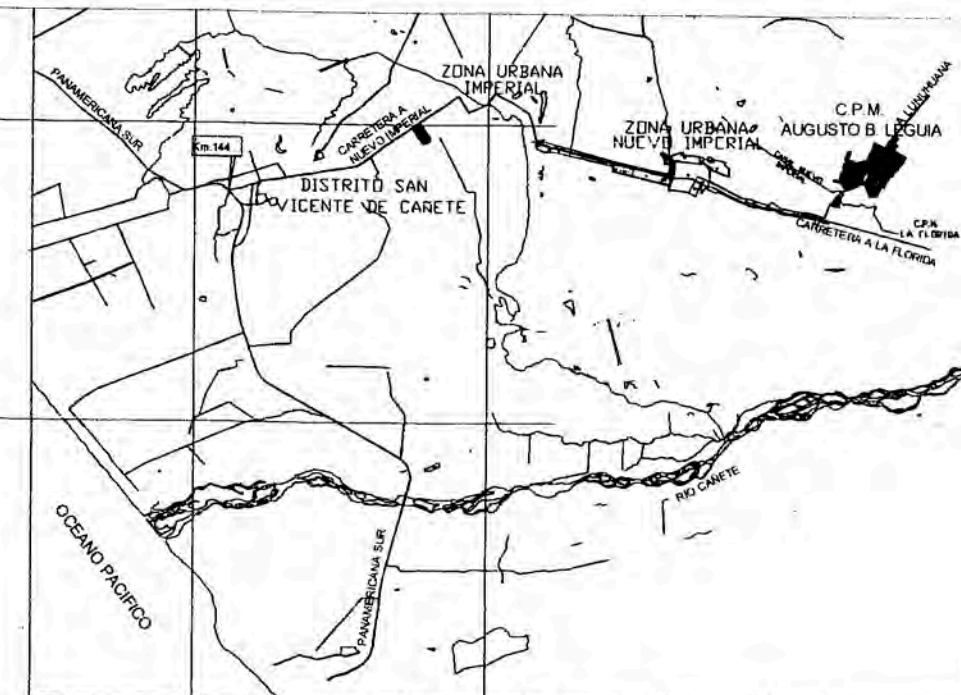 PANAMERICANA SUR
ZONA URBANA
IMPERIAL
Km. 144
CARRETERA A
NUEVO IMPERIAL
ZONA URBANA
NUEVO IMPERIAL
C.P.M.
AUGUSTO B. LEGUIA
A LUNAHUANA
DISTRITO SAN
VICENTE DE CAÑETE
C.P.M.
LA FLORIDA
CARRETERA A LA FLORIDA
OCEANO PACIFICO
RIO CAÑETE
PANAMERICANA SUR